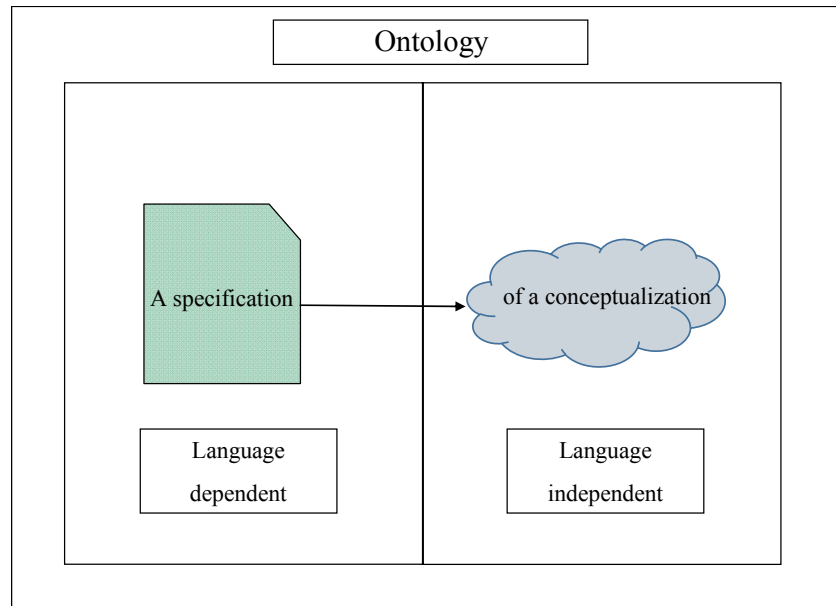 Ontology
A specification
of a conceptualization
Language
dependent
Language
independent